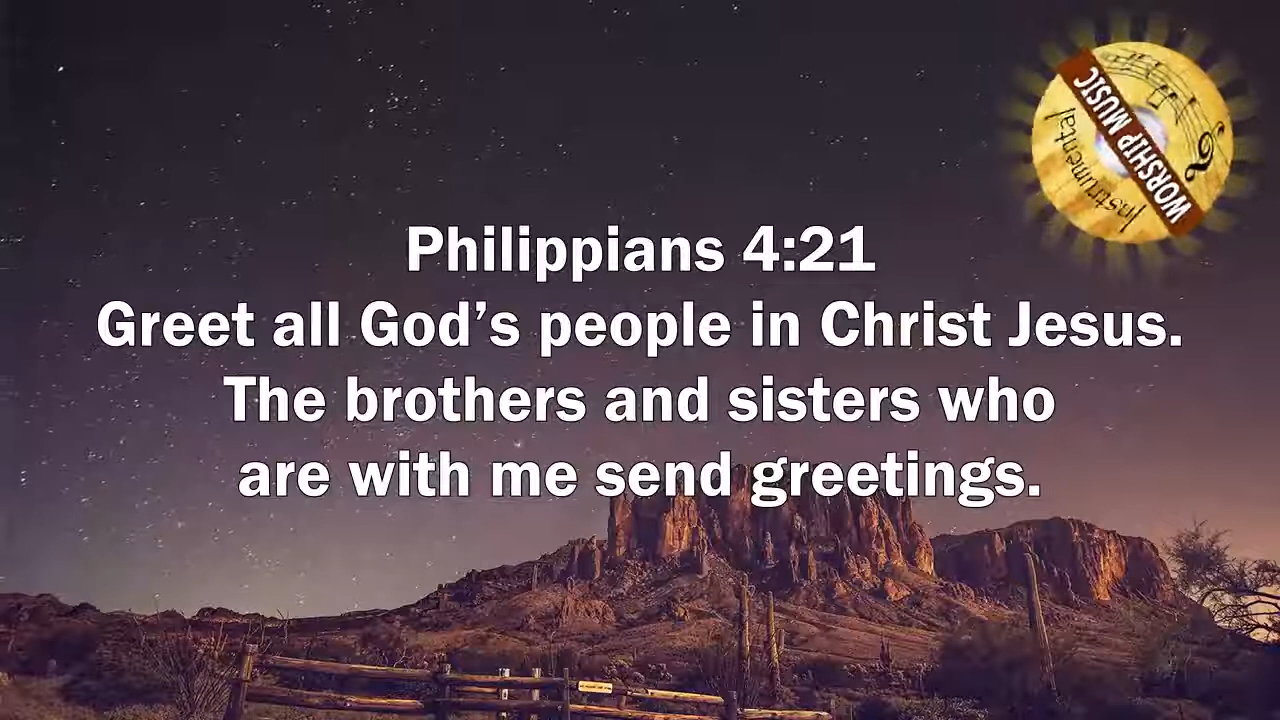 Philippians 4:21
Greet all God’s people in Christ Jesus.
The brothers and sisters who
are with me send greetings.
WORSHIP MUSIC
Instrumental